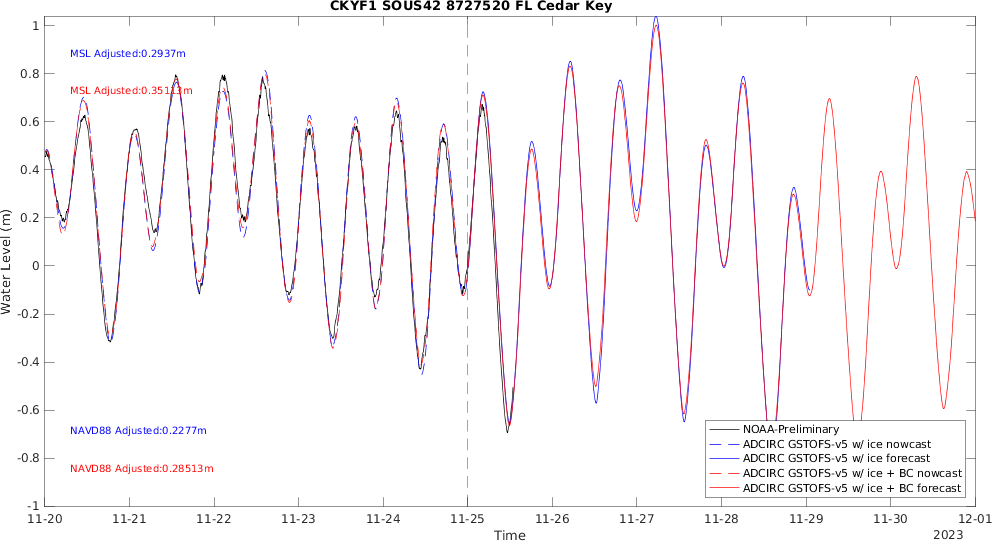 CKYF1 SOUS42 8727520 FL Cedar Key
MSL Adjusted:0.2937m
MSL Adjusted:0.35113m
NAVD88 Adjusted:0.2277m
NAVD88 Adjusted:0.28513m
Water Level (m)
1
0.8
0.6
0.4
0.2
0
-0.2
-0.4
-0.6
-0.8
-1
NOAA-Preliminary
ADCIRC GSTOFS-v5 w/ ice nowcast
ADCIRC GSTOFS-v5 w/ ice forecast
ADCIRC GSTOFS-v5 w/ ice + BC nowcast
ADCIRC GSTOFS-v5 w/ ice + BC forecast
11-20 11-21 11-22 11-23 11-24 11-25 11-26 11-27 11-28 11-29 11-30 12-01
Time
2023